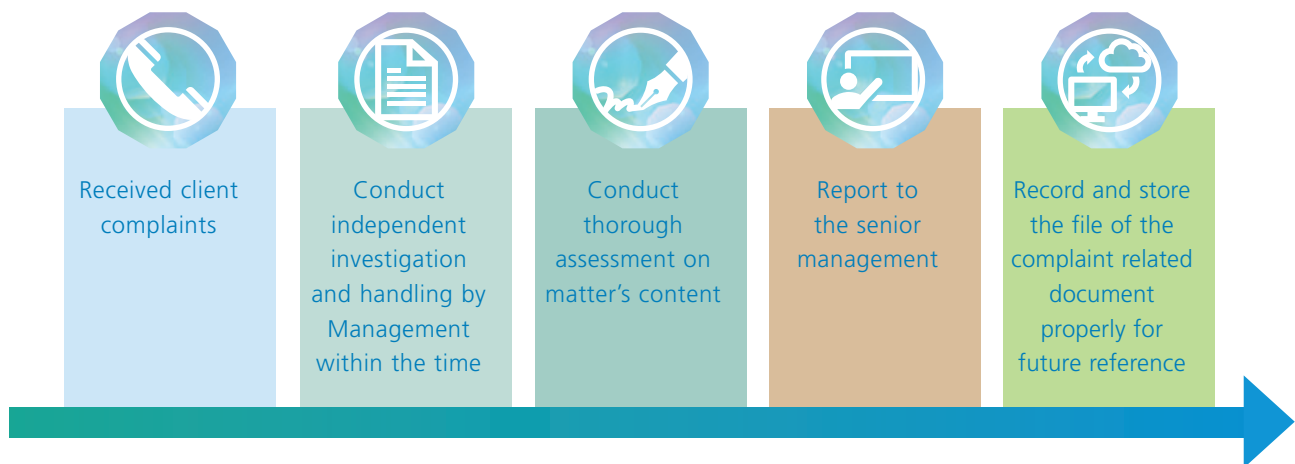 Received client
complaints
Conduct
independent
investigation
and handling by
Management
within the time
Conduct
thorough
assessment on
matter’s content
Report to
the senior
management
Record and store
the file of the
complaint related
document
properly for
future reference